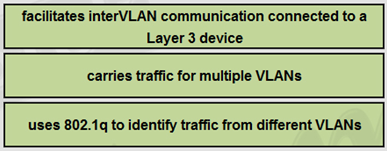 facilitates interVLAN communication connected to a
Layer 3 device
carries traffic for multiple VLANs
uses 802.1q to identify traffic from different VLANs